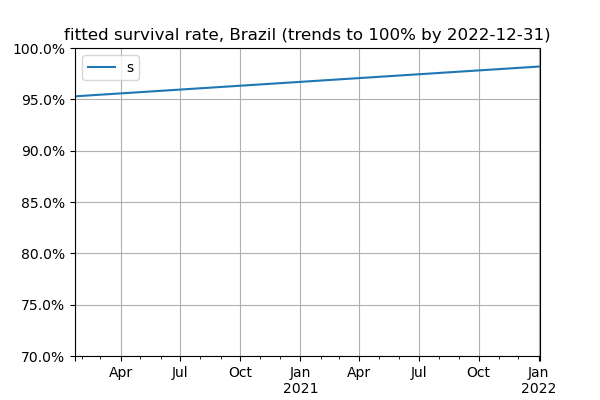 fitted survival rate, Brazil (trends to 100% by 2022-12-31)
100.0%
95.0%
90.0%
85.0%
80.0%
75.0%
70.0%
s
Apr Jul Oct Jan Apr Jul Oct Jan
2021 2022